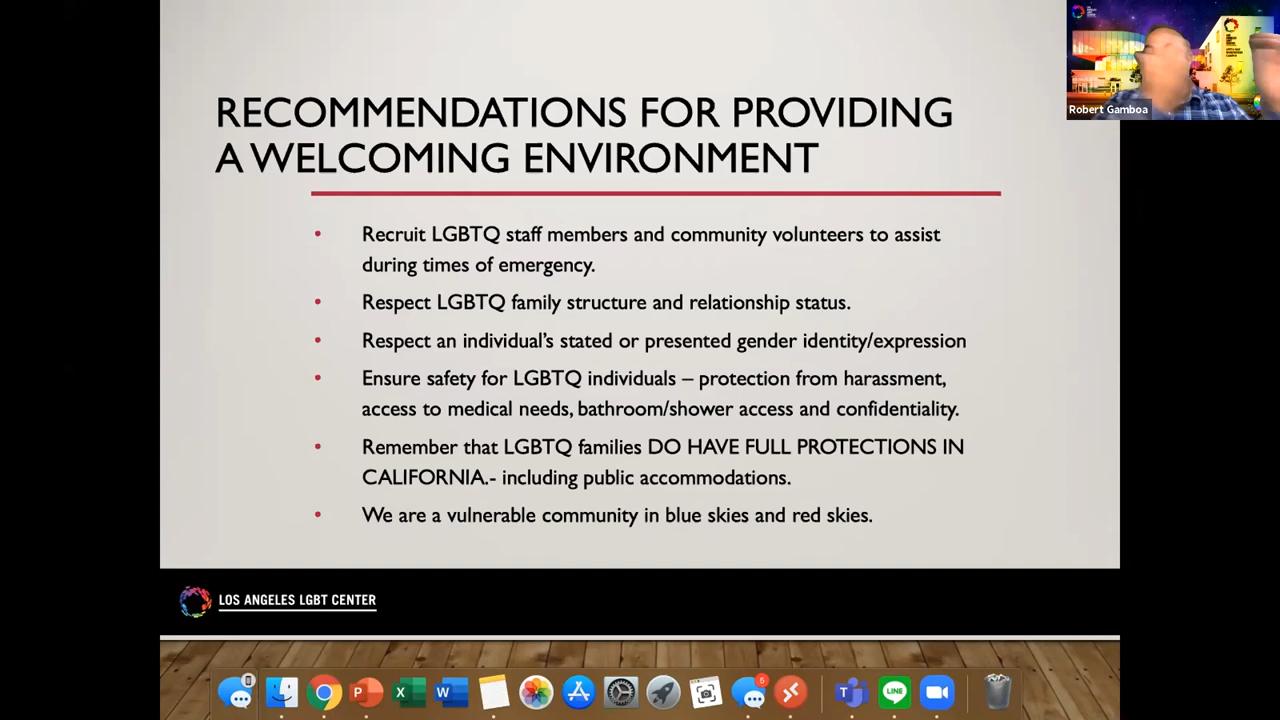 RECOMMENDATIONS FOR PROVIDING
A WELCOMING ENVIRONMENT
• Recruit LGBTQ staff members and community volunteers to assist
during times of emergency.
• Respect LGBTQ family structure and relationship status.
• Respect an individual's stated or presented gender identity/expression
• Ensure safety for LGBTQ individuals – protection from harassment,
access to medical needs, bathroom/shower access and confidentiality.
• Remember that LGBTQ families DO HAVE FULL PROTECTIONS IN
CALIFORNIA.- including public accommodations.
• We are a vulnerable community in blue skies and red skies.
LOS ANGELES LGBT CENTER
Robert Gamboa
P
X
W
5
T
LINE